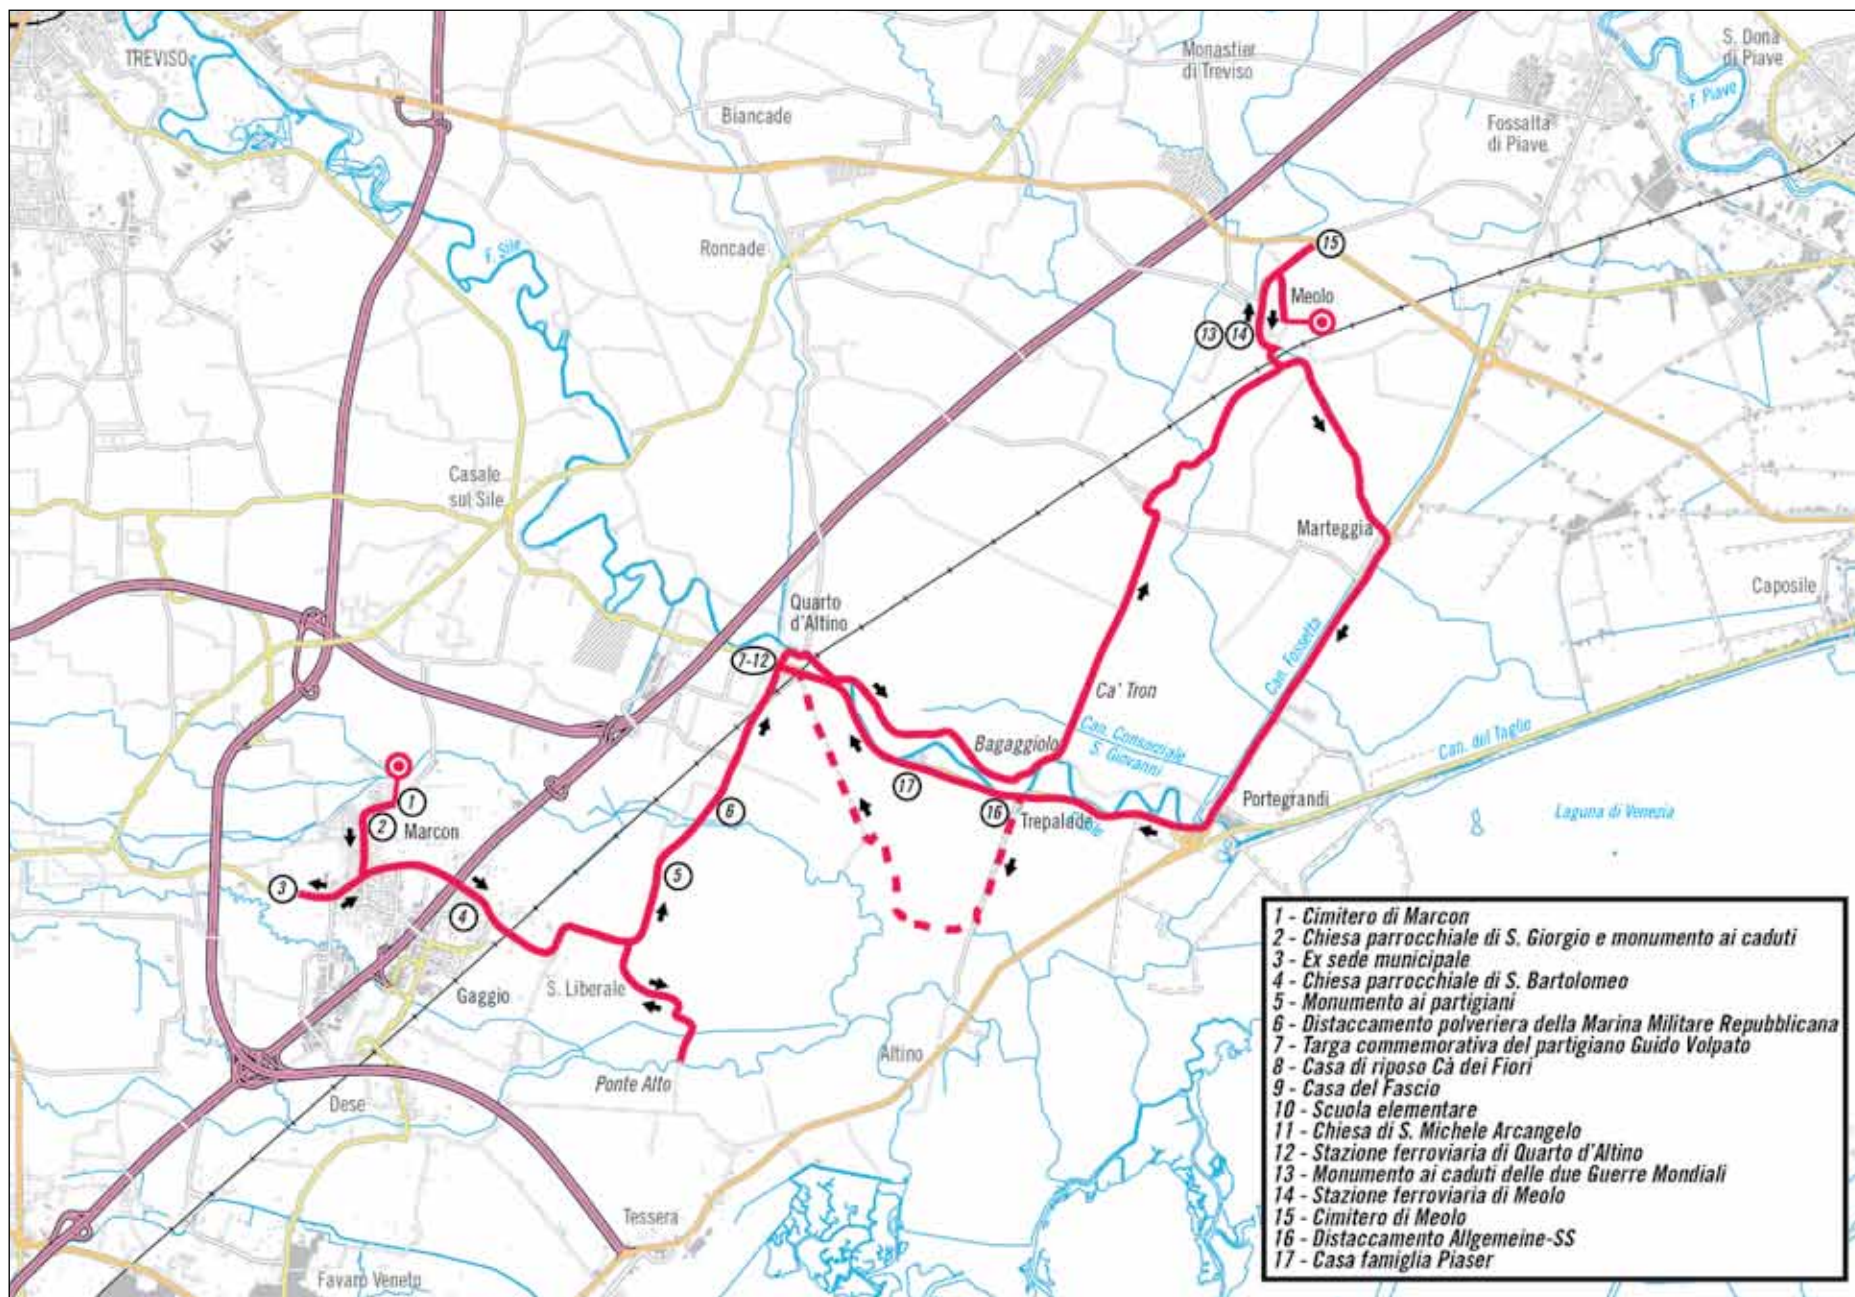 TREVISO
Biancade
Monastier
di Treviso
S. Dona
di Piave
F. Piave
Fossalta
di Piave
F. Sile
Roncade
15
Meolo
13
14
Casale
sul Sile
Marteggia
Caposile
Quarto
d'Altino
7-12
Can. Fossetta
Ca' Tron
Can. Consorziale
S. Giovanni
Can. del Taglio
Bagaggiolo
17
16
Trepalade
Portegrandi
Laguna di Venezia
1
2
Marcon
6
5
3
4
Gaggio
S. Liberale
Altino
Ponte Alto
Dese
Tessera
Favaro Veneto
1 - Cimitero di Marcon
2 - Chiesa parrocchiale di S. Giorgio e monumento ai caduti
3 - Ex sede municipale
4 - Chiesa parrocchiale di S. Bartolomeo
5 - Monumento ai partigiani
6 - Distaccamento polveriera della Marina Militare Repubblicana
7 - Targa commemorativa del partigiano Guido Volpato
8 - Casa di riposo Cà dei Fiori
9 - Casa del Fascio
10 - Scuola elementare
11 - Chiesa di S. Michele Arcangelo
12 - Stazione ferroviaria di Quarto d'Altino
13 - Monumento ai caduti delle due Guerre Mondiali
14 - Stazione ferroviaria di Meolo
15 - Cimitero di Meolo
16 - Distaccamento Allgemeine-SS
17 - Casa famiglia Piaser